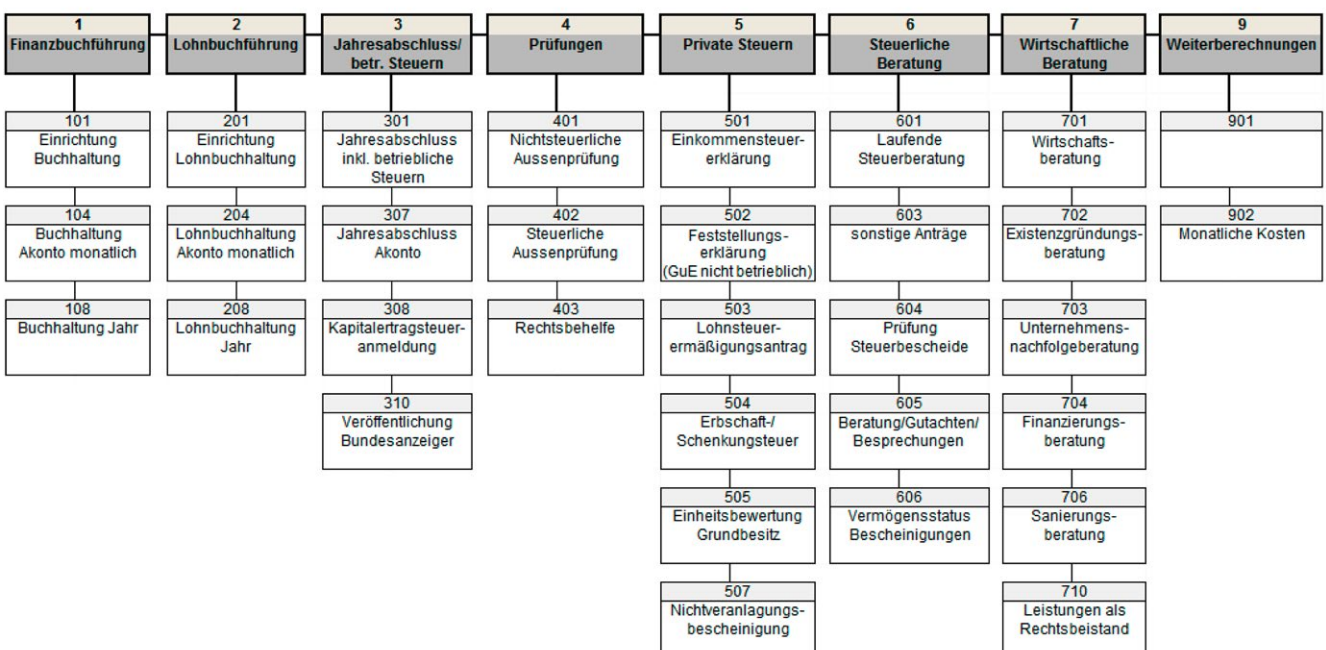 1
Finanzbuchführung
2
Lohnbuchführung
3
Jahresabschluss/
betr. Steuern
4
Prüfungen
5
Private Steuern
6
Steuerliche
Beratung
7
Wirtschaftliche
Beratung
9
Weiterberechnungen
101
Einrichtung
Buchhaltung
104
Buchhaltung
Akonto monatlich
108
Buchhaltung Jahr
201
Einrichtung
Lohnbuchhaltung
204
Lohnbuchhaltung
Akonto monatlich
208
Lohnbuchhaltung
Jahr
301
Jahresabschluss
inkl. betriebliche
Steuern
307
Jahresabschluss
Akonto
308
Kapitalertragsteuer-
anmeldung
310
Veröffentlichung
Bundesanzeiger
401
Nichtsteuerliche
Aussenprüfung
402
Steuerliche
Aussenprüfung
403
Rechtsbehelfe
501
Einkommensteuer-
erklärung
502
Feststellungs-
erklärung
(GuE nicht betrieblich)
503
Lohnsteuer-
ermäßigungsantrag
504
Erbschaft-/
Schenkungsteuer
505
Einheitsbewertung
Grundbesitz
507
Nichtveranlagungs-
bescheinigung
601
Laufende
Steuerberatung
603
sonstige Anträge
604
Prüfung
Steuerbescheide
605
Beratung/Gutachten/
Besprechungen
606
Vermögensstatus
Bescheinigungen
701
Wirtschafts-
beratung
702
Existenzgründungs-
beratung
703
Unternehmens-
nachfolgeberatung
704
Finanzierungs-
beratung
706
Sanierungs-
beratung
710
Leistungen als
Rechtsbeistand
901
902
Monatliche Kosten